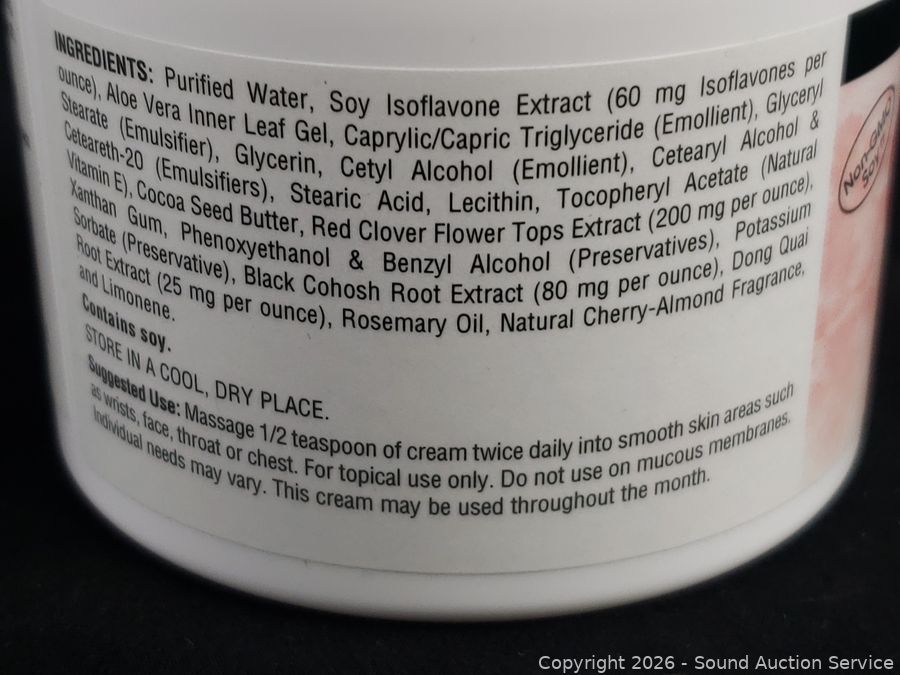 INGREDIENTS: Purified Water, Soy Isoflavone Extract (60 mg Isoflavones per
ounce), Aloe Vera Inner Leaf Gel, Caprylic/Capric Triglyceride (Emollient), Glyceryl
Stearate (Emulsifier), Glycerin, Cetyl Alcohol (Emollient), Cetearyl Alcohol &
Ceteareth-20 (Emulsifiers), Stearic Acid, Lecithin, Tocopheryl Acetate (Natural
Vitamin E), Cocoa Seed Butter, Red Clover Flower Tops Extract (200 mg per ounce),
Xanthan Gum, Phenoxyethanol & Benzyl Alcohol (Preservatives), Potassium
Sorbate (Preservative), Black Cohosh Root Extract (80 mg per ounce), Dong Quai
Root Extract (25 mg per ounce), Rosemary Oil, Natural Cherry-Almond Fragrance,
and Limonene.
Contains soy.
STORE IN A COOL, DRY PLACE.
Suggested Use: Massage 1/2 teaspoon of cream twice daily into smooth skin areas such
as wrists, face, throat or chest. For topical use only. Do not use on mucous membranes.
Individual needs may vary. This cream may be used throughout the month.
Non-GMO
SOY
Copyright 2026 - Sound Auction Service